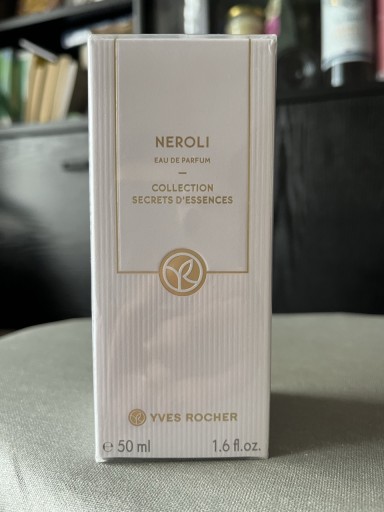 NEROLI
EAU DE PARFUM
COLLECTION
SECRETS D'ESSENCES
YVES ROCHER
℮ 50 ml 1.6 fl.oz.